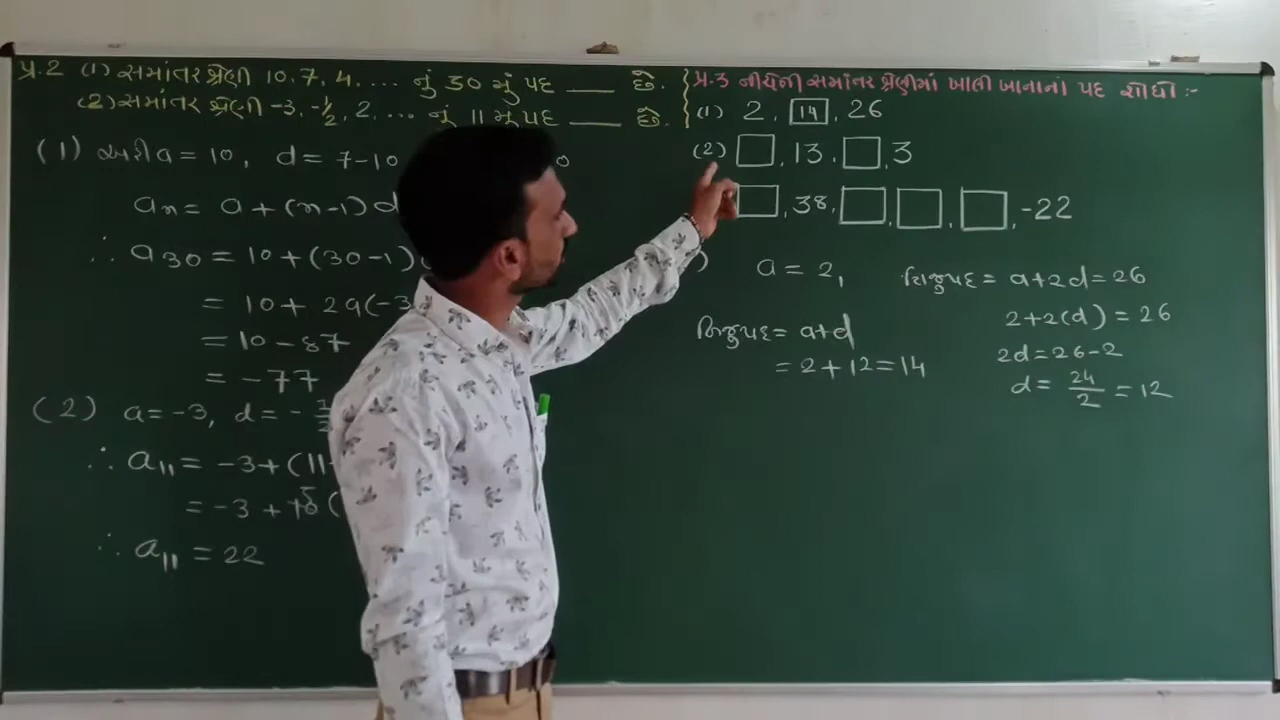 પ્ર.2 (1) સમાંતર શ્રેણી 10, 7, 4, ... નું 30 મું પદ ____ છે.
(2) સમાંતર શ્રેણી -3, -1/2, 2, ... નું 11 મું પદ ____ છે.
(1) અહી a = 10, d = 7-10
an = a + (n-1) d
∴ a30 = 10 + (30-1)
= 10 + 29(-3
= 10 - 87
= -77
(2) a = -3, d = -1/2
∴ a11 = -3 + (11-
= -3 + 10 (
∴ a11 = 22
પ્ર.3 નીચેની સમાંતર શ્રેણીમાં ખાલી ખાનાનાં પદ શોધો :-
(1) 2, 14, 26
(2) □, 13, □, 3
□, 38, □, □, □, -22
) a = 2,
બિજુપદ = a+d
= 2 + 12 = 14
ત્રિજુપદ = a+2d = 26
2+2(d) = 26
2d = 26-2
d = 24/2 = 12